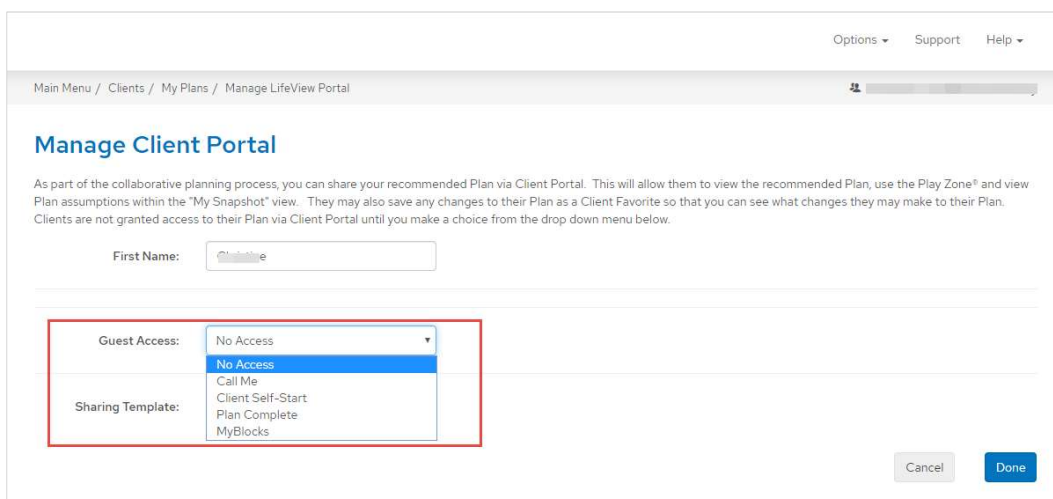 Options Support Help
Main Menu / Clients / My Plans / Manage LifeView Portal
Manage Client Portal
As part of the collaborative planning process, you can share your recommended Plan via Client Portal. This will allow them to view the recommended Plan, use the Play Zone® and view
Plan assumptions within the "My Snapshot" view. They may also save any changes to their Plan as a Client Favorite so that you can see what changes they may make to their Plan.
Clients are not granted access to their Plan via Client Portal until you make a choice from the drop down menu below.
First Name:
Guest Access: No Access
No Access
Call Me
Client Self-Start
Sharing Template:
Plan Complete
MyBlocks
Cancel Done